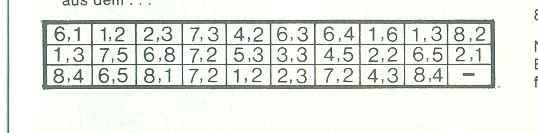 aus dem . . .
6,1 1,2 2,3 7,3 4,2 6,3 6,4 1,6 1,3 8,2
1,3 7,5 6,8 7,2 5,3 3,3 4,5 2,2 6,5 2,1
8,4 6,5 8,1 7,2 1,2 2,3 7,2 4,3 8,4 –